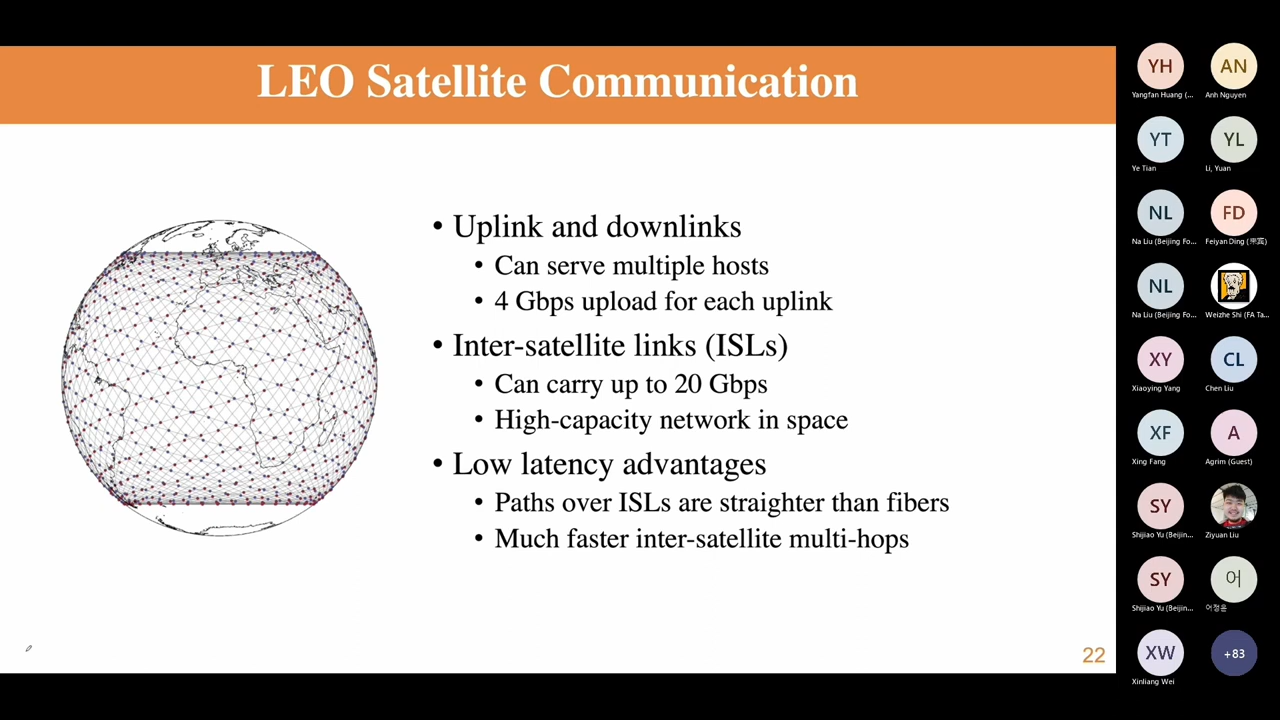 LEO Satellite Communication
• Uplink and downlinks
• Can serve multiple hosts
• 4 Gbps upload for each uplink
• Inter-satellite links (ISLs)
• Can carry up to 20 Gbps
• High-capacity network in space
• Low latency advantages
• Paths over ISLs are straighter than fibers
• Much faster inter-satellite multi-hops
22
YH
Yangfan Huang (...
AN
Anh Nguyen
YT
Ye Tian
YL
Li, Yuan
NL
Na Liu (Beijing Fo...
FD
Feiyan Ding (
NL
Na Liu (Beijing Fo...
Weizhe Shi (FA Ta...
XY
Xiaoying Yang
CL
Chen Liu
XF
Xing Fang
A
Agrim (Guest)
SY
Shijiao Yu (Beijin...
Ziyuan Liu
SY
Shijiao Yu (Beijin...
어
어정윤
XW
Xinliang Wei
+83